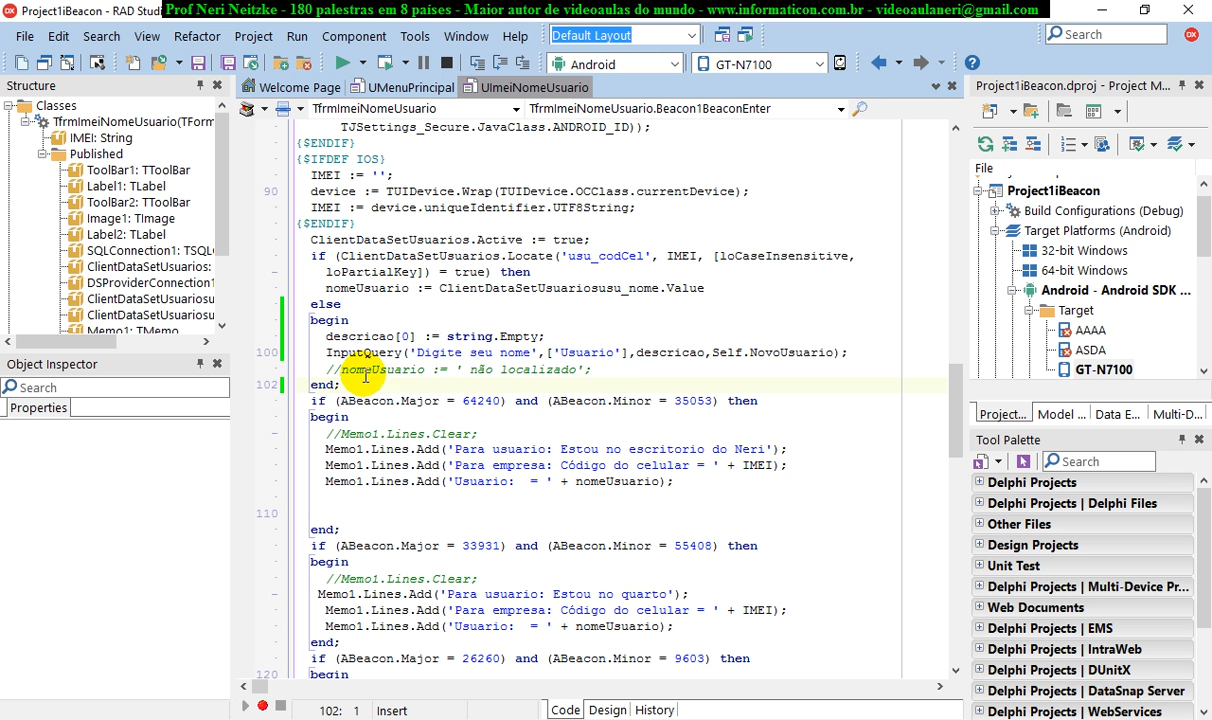 Project1iBeacon - RAD Studi
Prof Neri Neitzke - 180 palestras em 8 países - Maior autor de videoaulas do mundo - www.informaticon.com.br - videoaulaneri@gmail.com
File Edit Search View Refactor Project Run Component Tools Window Help
Default Layout
Search
Android
GT-N7100
Structure
Classes
TfrmImeiNomeUsuario(TForm
IMEI: String
Published
ToolBar1: TToolBar
Label1: TLabel
ToolBar2: TToolBar
Image1: TImage
Label2: TLabel
SQLConnection1: TSQL
ClientDataSetUsuarios:
DSProviderConnection1
ClientDataSetUsuariosu
ClientDataSetUsuariosu
Memo1: TMemo
Object Inspector
Search
Properties
Welcome Page UMenuPrincipal UImeiNomeUsuario
TfrmImeiNomeUsuario TfrmImeiNomeUsuario.Beacon1BeaconEnter
TJSettings_Secure.JavaClass.ANDROID_ID));
{$ENDIF}
{$IFDEF IOS}
IMEI := '';
90 device := TUIDevice.Wrap(TUIDevice.OCClass.currentDevice);
IMEI := device.uniqueIdentifier.UTF8String;
{$ENDIF}
ClientDataSetUsuarios.Active := true;
if (ClientDataSetUsuarios.Locate('usu_codCel', IMEI, [loCaseInsensitive,
loPartialKey]) = true) then
nomeUsuario := ClientDataSetUsuariosusu_nome.Value
else
begin
descricao[0] := string.Empty;
100 InputQuery('Digite seu nome',['Usuario'],descricao,Self.NovoUsuario);
//nomeUsuario := ' não localizado';
102 end;
if (ABeacon.Major = 64240) and (ABeacon.Minor = 35053) then
begin
//Memo1.Lines.Clear;
Memo1.Lines.Add('Para usuario: Estou no escritorio do Neri');
Memo1.Lines.Add('Para empresa: Código do celular = ' + IMEI);
Memo1.Lines.Add('Usuario:  = ' + nomeUsuario);
110
end;
if (ABeacon.Major = 33931) and (ABeacon.Minor = 55408) then
begin
//Memo1.Lines.Clear;
Memo1.Lines.Add('Para usuario: Estou no quarto');
Memo1.Lines.Add('Para empresa: Código do celular = ' + IMEI);
Memo1.Lines.Add('Usuario:  = ' + nomeUsuario);
end;
if (ABeacon.Major = 26260) and (ABeacon.Minor = 9603) then
120 begin
102: 1 Insert Code Design History
Project1iBeacon.dproj - Project M...
File
Project1iBeacon
Build Configurations (Debug)
Target Platforms (Android)
32-bit Windows
64-bit Windows
Android - Android SDK ...
Target
AAAA
ASDA
GT-N7100
Project... Model ... Data E... Multi-D...
Tool Palette
Search
Delphi Projects
Delphi Projects | Delphi Files
Other Files
Design Projects
Unit Test
Delphi Projects | Multi-Device Pr...
Web Documents
Delphi Projects | EMS
Delphi Projects | IntraWeb
Delphi Projects | DUnitX
Delphi Projects | DataSnap Server
Delphi Projects | WebServices